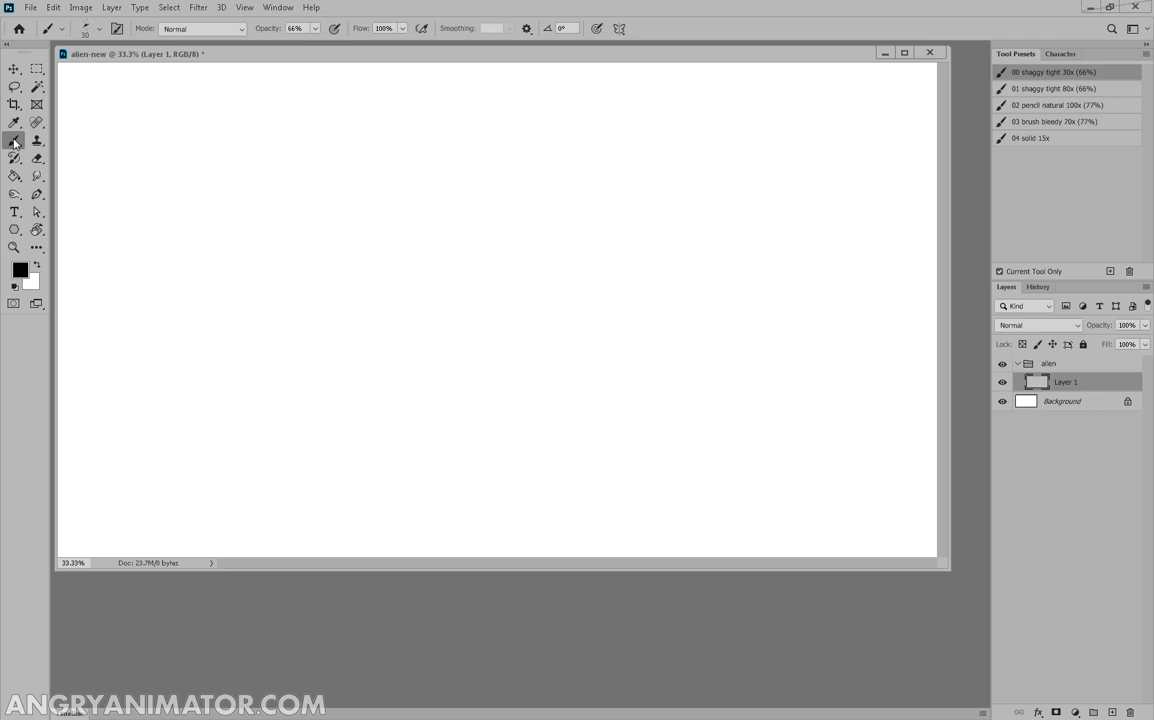 Ps File Edit Image Layer Type Select Filter 3D View Window Help
30 Mode: Normal Opacity: 66% Flow: 100% Smoothing: 0°
alien-new @ 33.3% (Layer 1, RGB/8) *
Tool Presets Character
00 shaggy tight 30x (66%)
01 shaggy tight 80x (66%)
02 pencil natural 100x (77%)
03 brush bleedy 70x (77%)
04 solid 15x
Current Tool Only
Layers History
Kind
Normal Opacity: 100%
Lock: Fill: 100%
alien
Layer 1
Background
33.33% Doc: 23.7M/0 bytes
ANGRYANIMATOR.COM